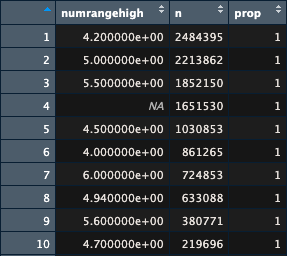 numrangehigh n prop
1 4.200000e+00 2484395 1
2 5.000000e+00 2213862 1
3 5.500000e+00 1852150 1
4 NA 1651530 1
5 4.500000e+00 1030853 1
6 4.000000e+00 861265 1
7 6.000000e+00 724853 1
8 4.940000e+00 633088 1
9 5.600000e+00 380771 1
10 4.700000e+00 219696 1